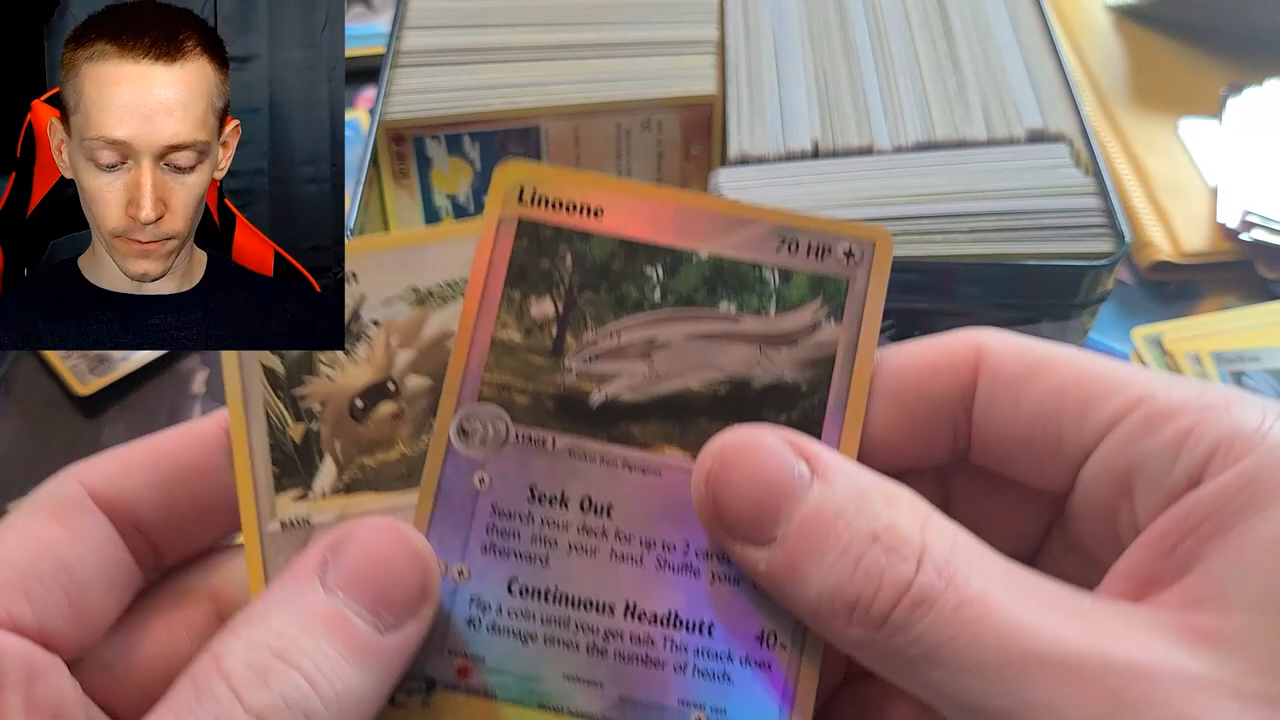 Linoone
70 HP
STAGE 1
Seek Out
Search your deck for up to 2 cards
them into your hand. Shuffle your
afterward.
BASIC
Continuous Headbutt 40×
Flip a coin until you get tails. This attack does
40 damage times the number of heads.